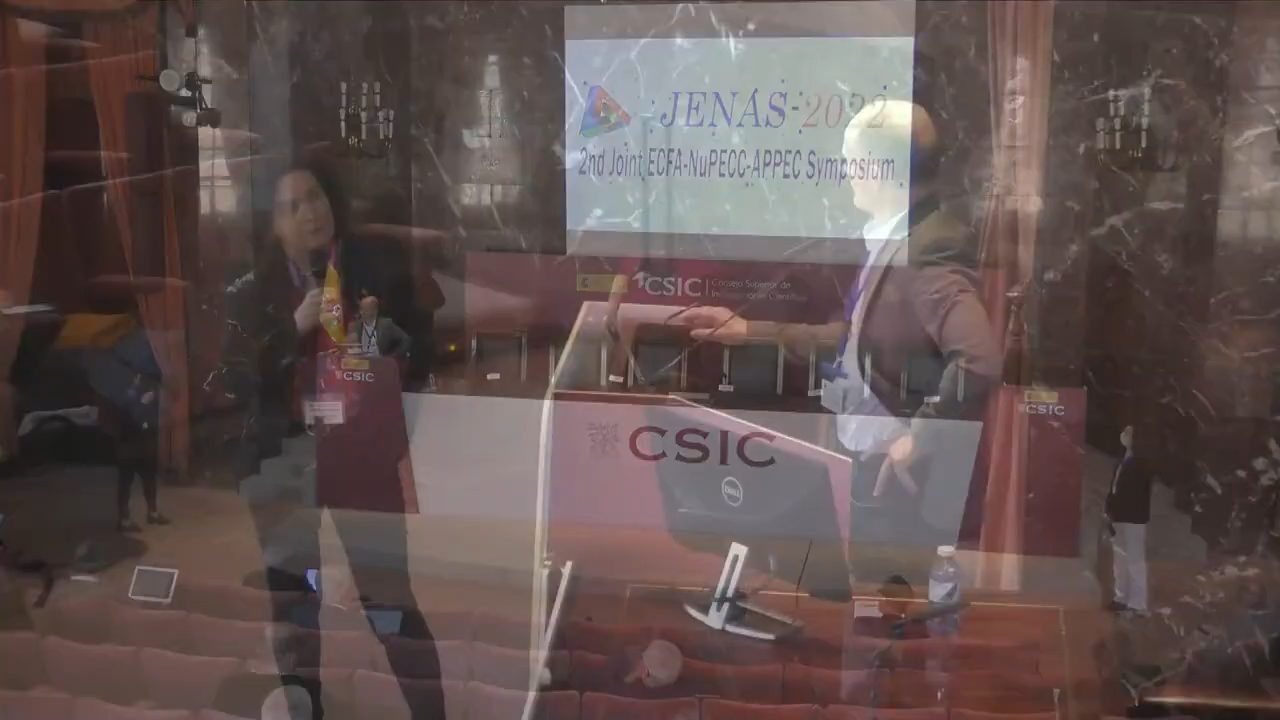 JENAS-2022
2nd Joint ECFA-NuPECC-APPEC Symposium
CSIC
Consejo Superior de
Investigaciones Científicas
CSIC
CSIC
CSIC
DELL